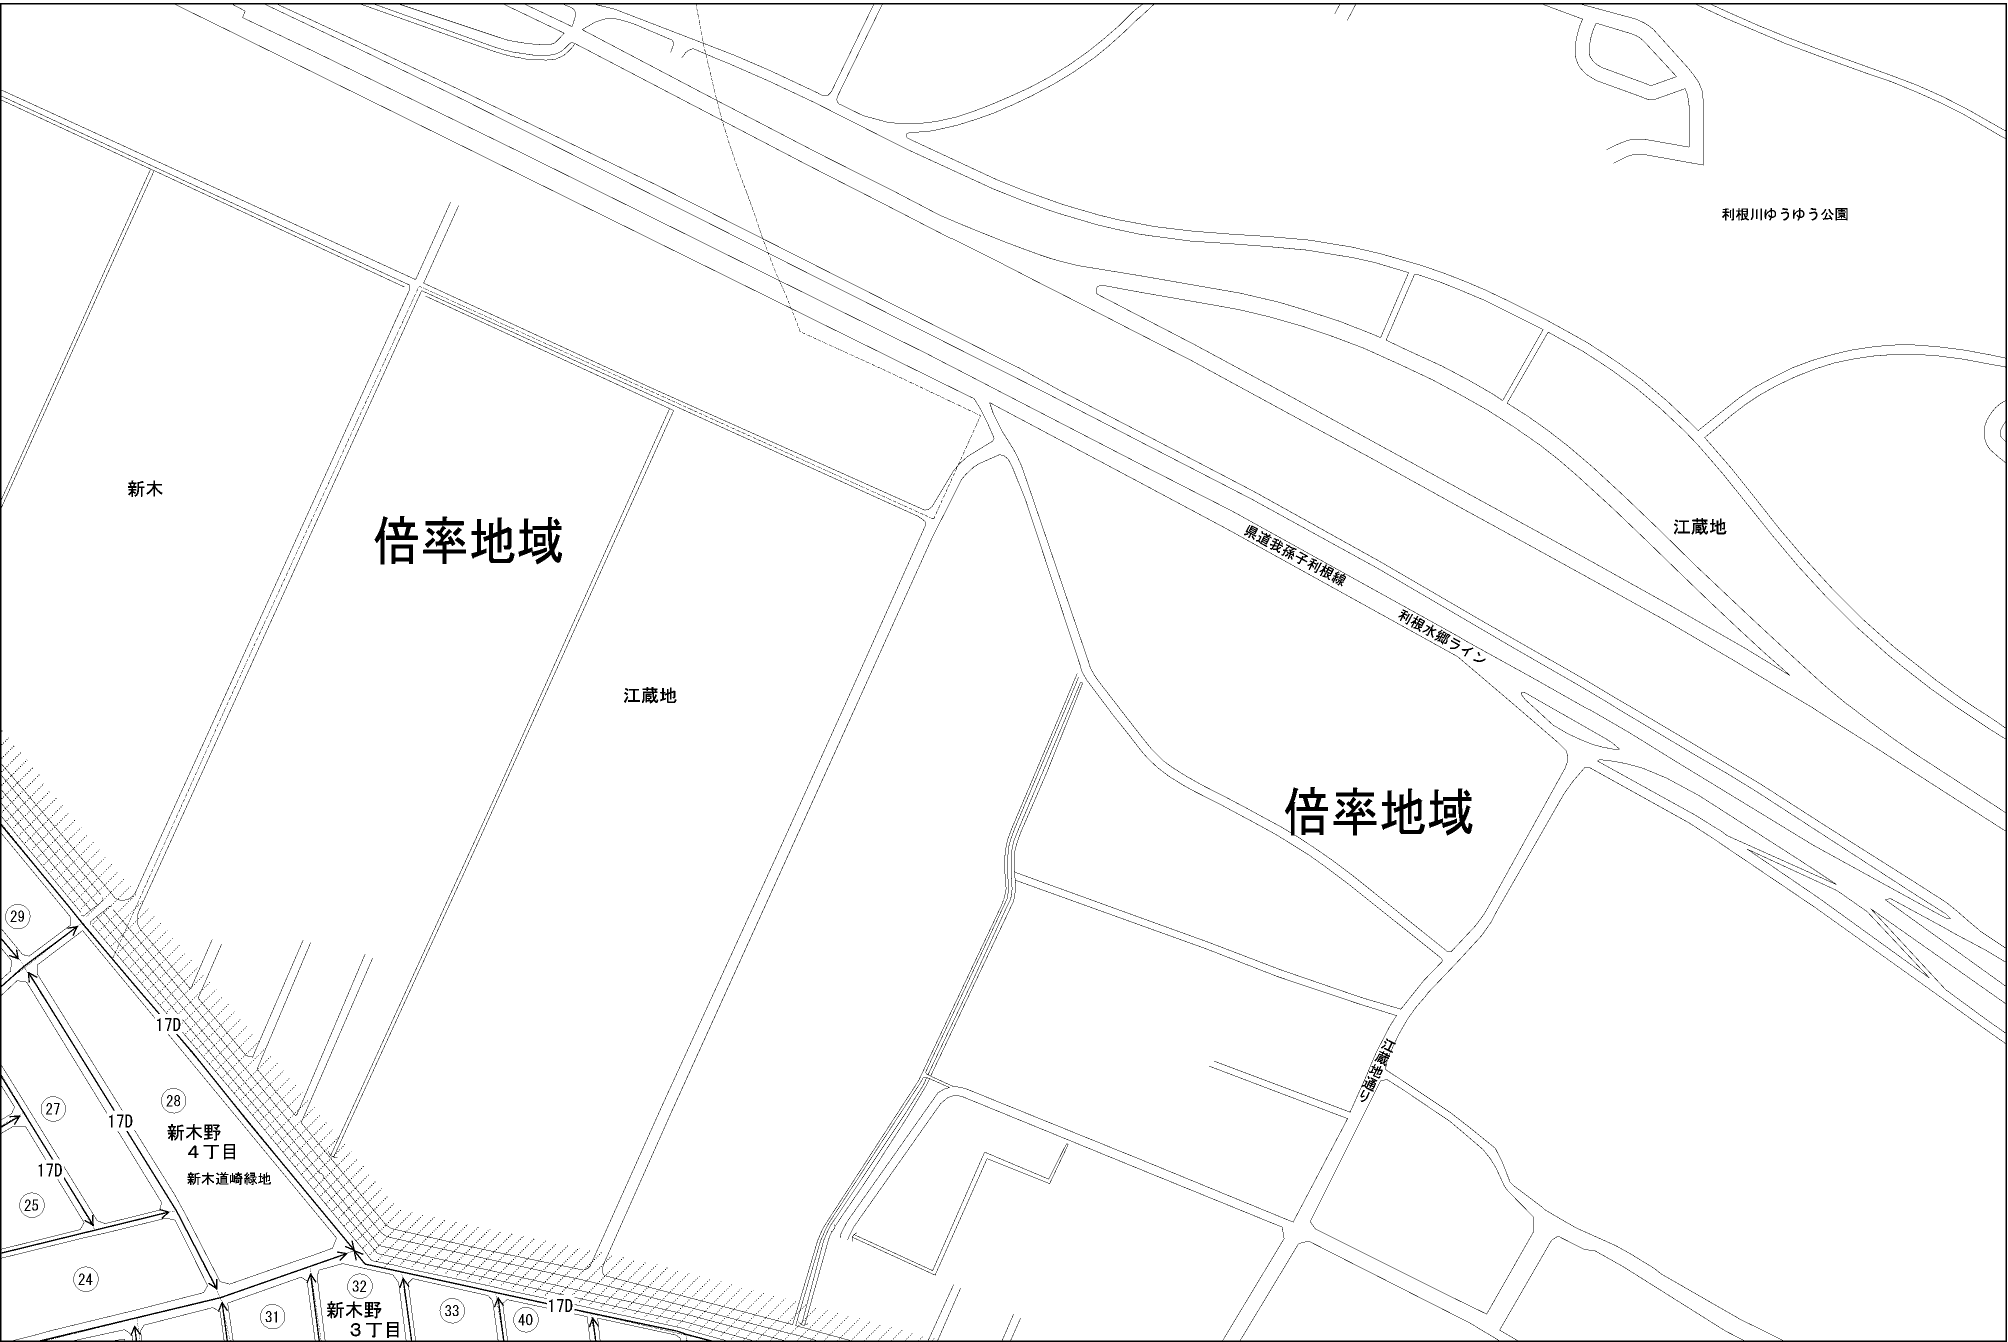 利根川ゆうゆう公園
新木
倍率地域
県道我孫子利根線
江蔵地
利根水郷ライン
江蔵地
倍率地域
29
17D
江蔵地通り
28
27
17D
新木野
4丁目
17D
新木道崎緑地
25
24
32
17D
31
新木野
3丁目
33
40